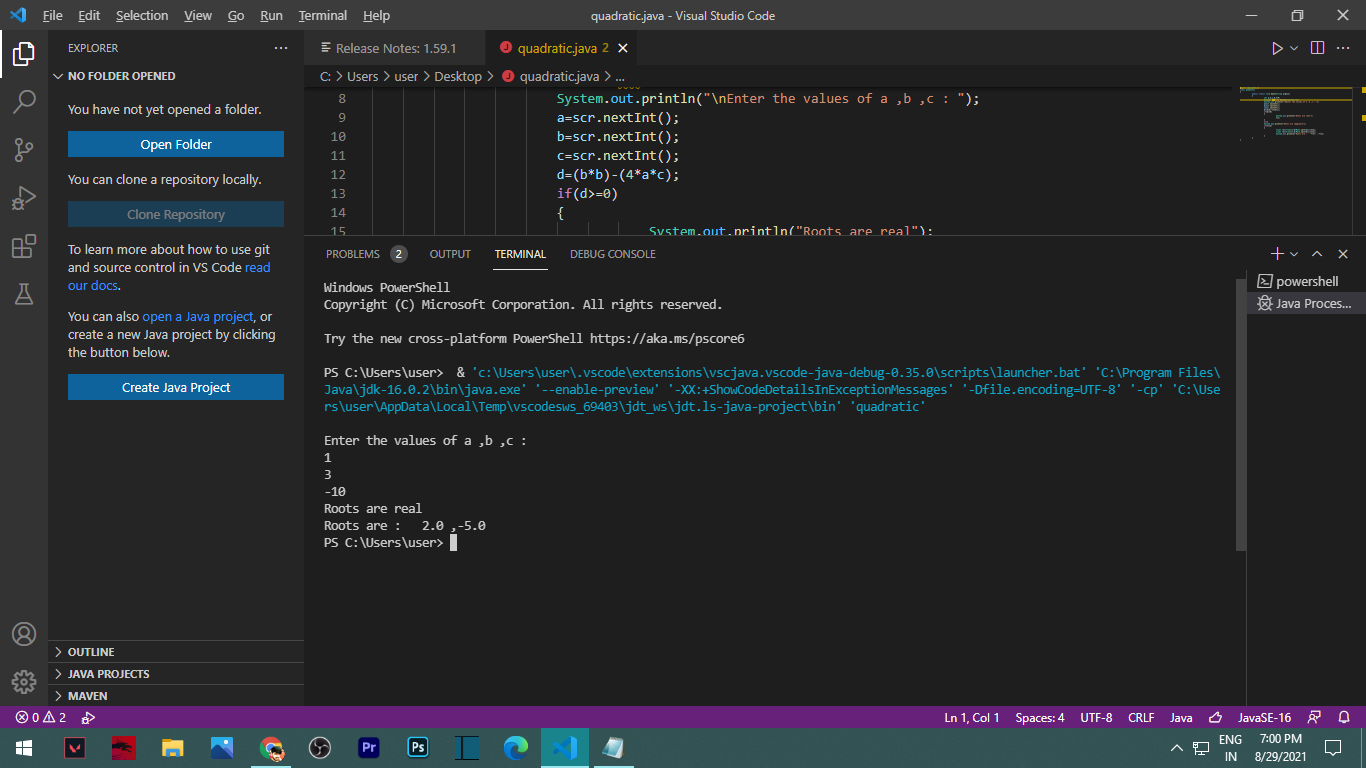 File Edit Selection View Go Run Terminal Help
quadratic.java - Visual Studio Code
EXPLORER
NO FOLDER OPENED
You have not yet opened a folder.
Open Folder
You can clone a repository locally.
Clone Repository
To learn more about how to use git
and source control in VS Code read
our docs.
You can also open a Java project, or
create a new Java project by clicking
the button below.
Create Java Project
OUTLINE
JAVA PROJECTS
MAVEN
Release Notes: 1.59.1
quadratic.java 2
C: > Users > user > Desktop > quadratic.java > ...
8 System.out.println("\nEnter the values of a ,b ,c : ");
9 a=scr.nextInt();
10 b=scr.nextInt();
11 c=scr.nextInt();
12 d=(b*b)-(4*a*c);
13 if(d>=0)
14 {
15 System.out.println("Roots are real");
PROBLEMS 2 OUTPUT TERMINAL DEBUG CONSOLE
Windows PowerShell
Copyright (C) Microsoft Corporation. All rights reserved.
Try the new cross-platform PowerShell https://aka.ms/pscore6
PS C:\Users\user>  & 'c:\Users\user\.vscode\extensions\vscjava.vscode-java-debug-0.35.0\scripts\launcher.bat' 'C:\Program Files\
Java\jdk-16.0.2\bin\java.exe' '--enable-preview' '-XX:+ShowCodeDetailsInExceptionMessages' '-Dfile.encoding=UTF-8' '-cp' 'C:\Use
rs\user\AppData\Local\Temp\vscodesws_69403\jdt_ws\jdt.ls-java-project\bin' 'quadratic'
Enter the values of a ,b ,c :
1
3
-10
Roots are real
Roots are :   2.0 ,-5.0
PS C:\Users\user>
powershell
Java Proces...
0 2
Ln 1, Col 1 Spaces: 4 UTF-8 CRLF Java JavaSE-16
Pr
Ps
ENG
IN
7:00 PM
8/29/2021